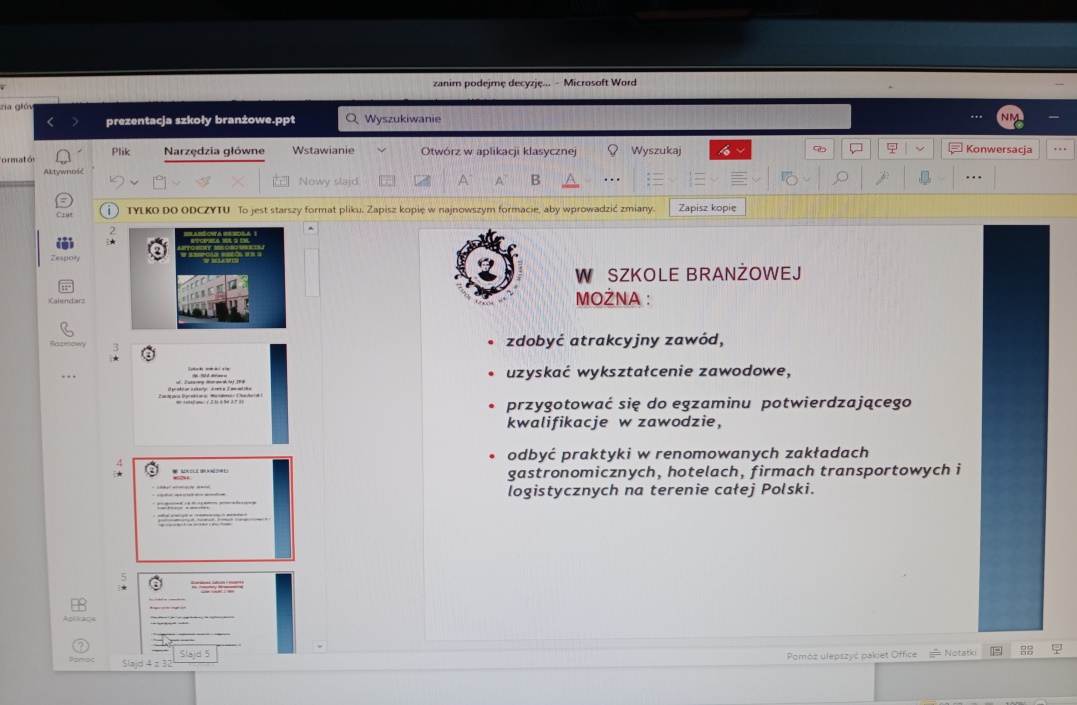 zanim podejmę decyzję... - Microsoft Word
prezentacja szkoły branżowe.ppt
Wyszukiwanie
NM
Aktywność
Czat
Zespoły
Kalendarz
Rozmowy
Aplikacje
Pomoc
Plik
Narzędzia główne
Wstawianie
Otwórz w aplikacji klasycznej
Wyszukaj
Konwersacja
Nowy slajd
B
TYLKO DO ODCZYTU To jest starszy format pliku. Zapisz kopię w najnowszym formacie, aby wprowadzić zmiany.
Zapisz kopię
2
3
4
5
W SZKOLE BRANŻOWEJ
MOŻNA :
zdobyć atrakcyjny zawód,
uzyskać wykształcenie zawodowe,
przygotować się do egzaminu potwierdzającego
kwalifikacje w zawodzie,
odbyć praktyki w renomowanych zakładach
gastronomicznych, hotelach, firmach transportowych i
logistycznych na terenie całej Polski.
Slajd 5
Slajd 4 z 32
Pomóż ulepszyć pakiet Office
Notatki